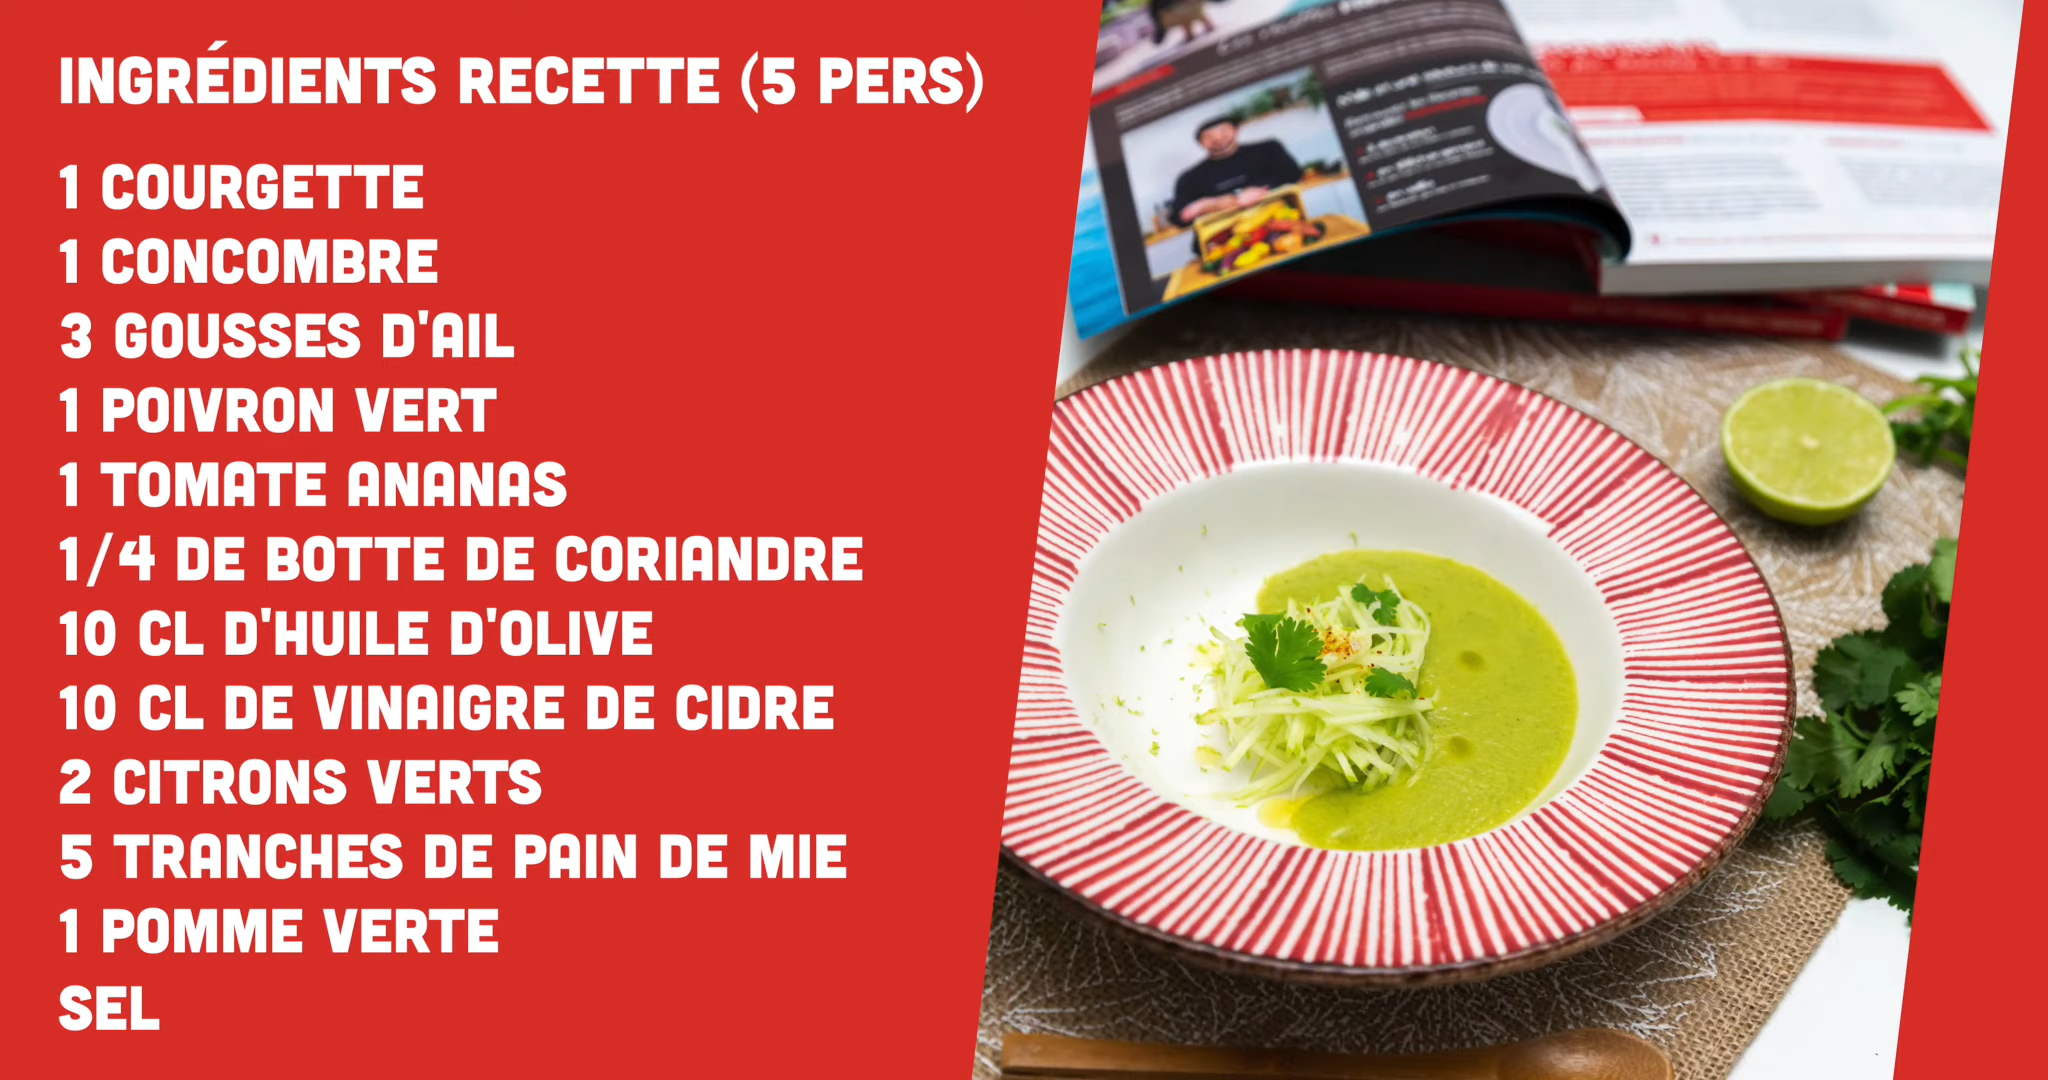 INGRÉDIENTS RECETTE (5 PERS)
1 COURGETTE
1 CONCOMBRE
3 GOUSSES D'AIL
1 POIVRON VERT
1 TOMATE ANANAS
1/4 DE BOTTE DE CORIANDRE
10 CL D'HUILE D'OLIVE
10 CL DE VINAIGRE DE CIDRE
2 CITRONS VERTS
5 TRANCHES DE PAIN DE MIE
1 POMME VERTE
SEL